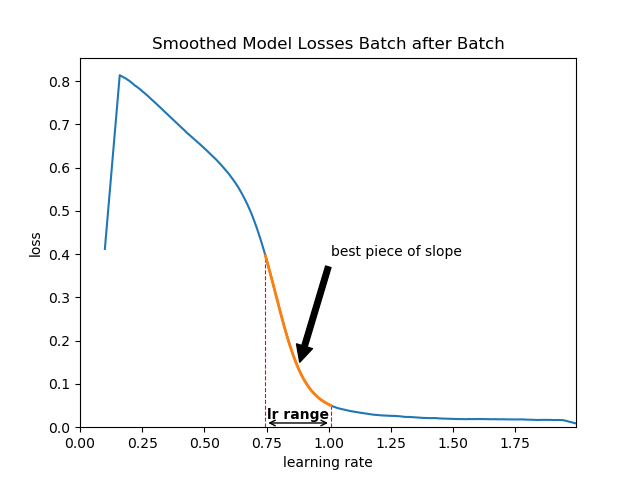 Smoothed Model Losses Batch after Batch
0.8
0.7
0.6
0.5
0.4
0.3
0.2
0.1
0.0
loss
best piece of slope
lr range
0.00 0.25 0.50 0.75 1.00 1.25 1.50 1.75
learning rate